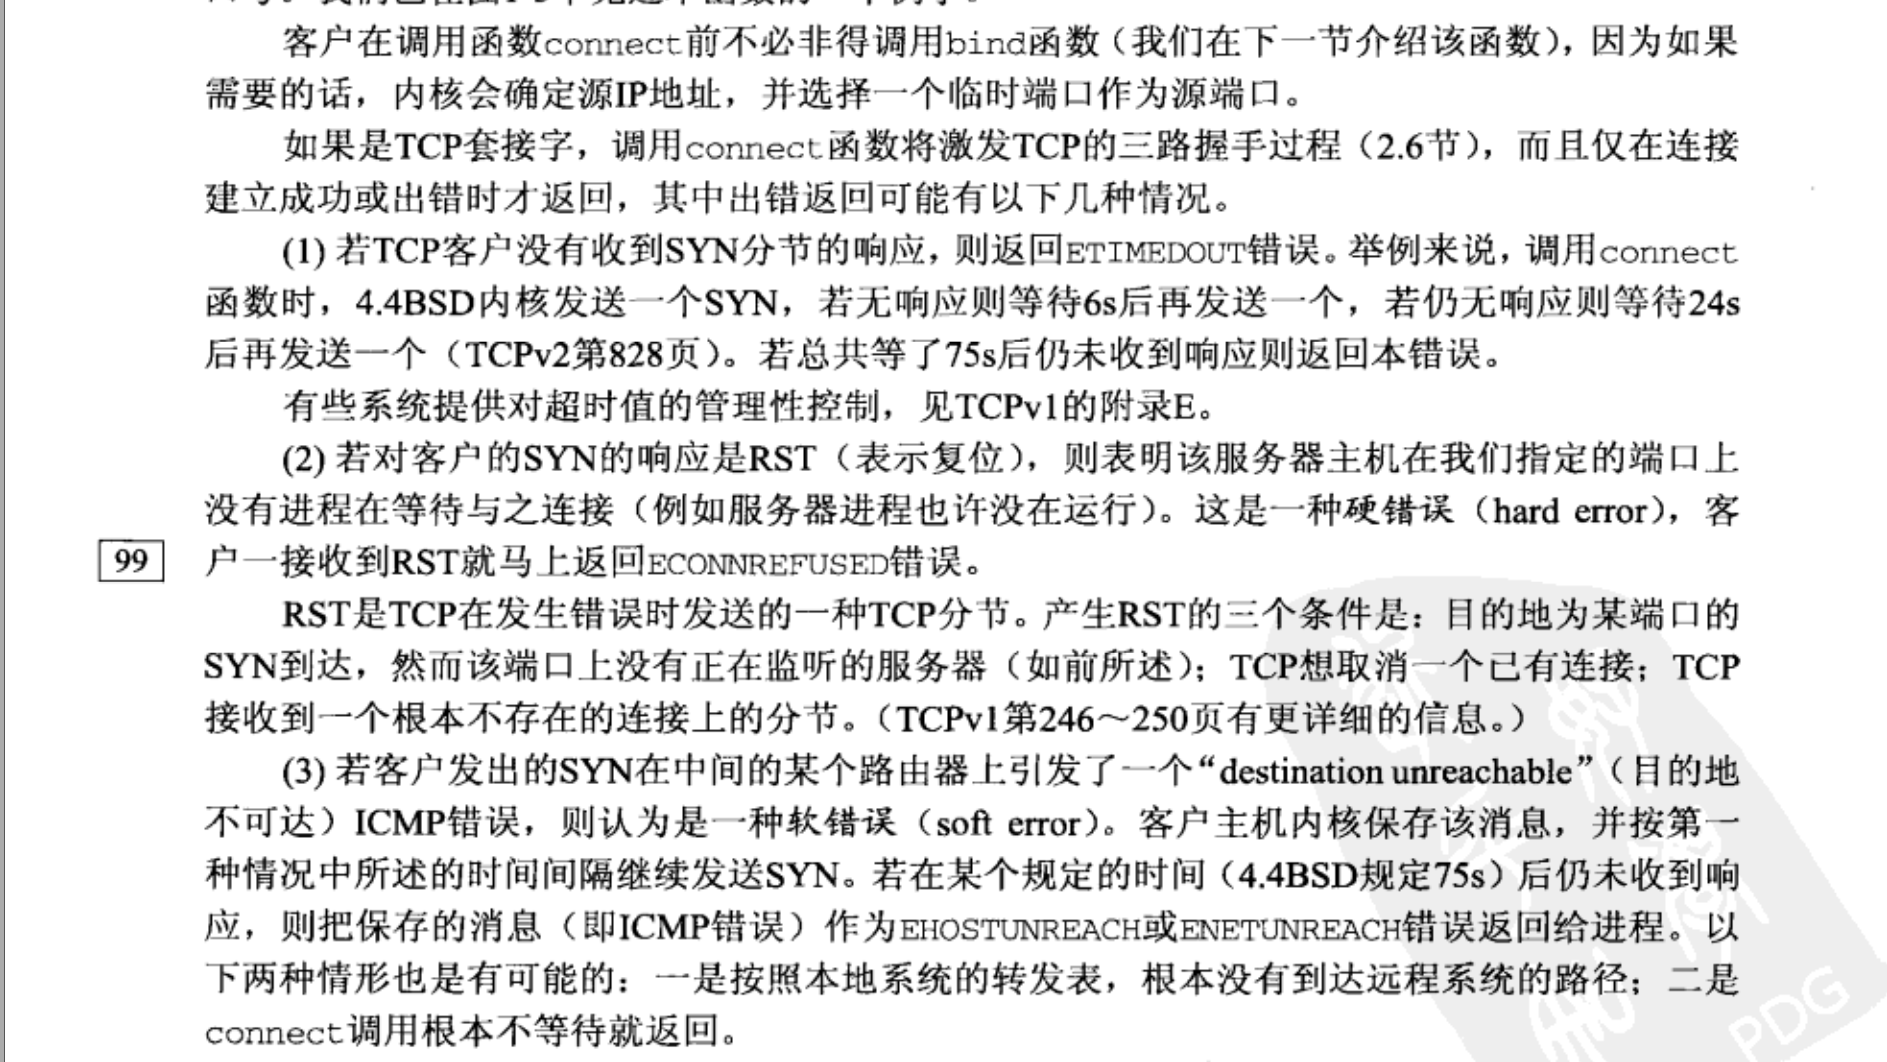 客户在调用函数connect前不必非得调用bind函数（我们在下一节介绍该函数），因为如果
需要的话，内核会确定源IP地址，并选择一个临时端口作为源端口。
如果是TCP套接字，调用connect函数将激发TCP的三路握手过程（2.6节），而且仅在连接
建立成功或出错时才返回，其中出错返回可能有以下几种情况。
(1) 若TCP客户没有收到SYN分节的响应，则返回ETIMEDOUT错误。举例来说，调用connect
函数时，4.4BSD内核发送一个SYN，若无响应则等待6s后再发送一个，若仍无响应则等待24s
后再发送一个（TCPv2第828页）。若总共等了75s后仍未收到响应则返回本错误。
有些系统提供对超时值的管理性控制，见TCPv1的附录E。
(2) 若对客户的SYN的响应是RST（表示复位），则表明该服务器主机在我们指定的端口上
没有进程在等待与之连接（例如服务器进程也许没在运行）。这是一种硬错误（hard error），客
99 户一接收到RST就马上返回ECONNREFUSED错误。
RST是TCP在发生错误时发送的一种TCP分节。产生RST的三个条件是：目的地为某端口的
SYN到达，然而该端口上没有正在监听的服务器（如前所述）；TCP想取消一个已有连接；TCP
接收到一个根本不存在的连接上的分节。（TCPv1第246～250页有更详细的信息。）
(3) 若客户发出的SYN在中间的某个路由器上引发了一个“destination unreachable”（目的地
不可达）ICMP错误，则认为是一种软错误（soft error）。客户主机内核保存该消息，并按第一
种情况中所述的时间间隔继续发送SYN。若在某个规定的时间（4.4BSD规定75s）后仍未收到响
应，则把保存的消息（即ICMP错误）作为EHOSTUNREACH或ENETUNREACH错误返回给进程。以
下两种情形也是有可能的：一是按照本地系统的转发表，根本没有到达远程系统的路径；二是
connect调用根本不等待就返回。
PDG